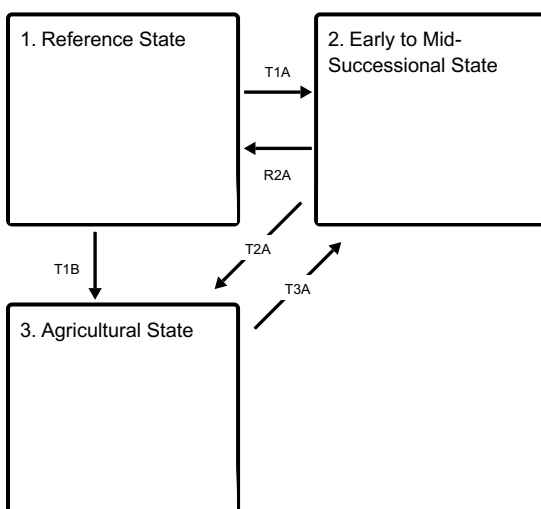 1. Reference State
2. Early to Mid-
Successional State
T1A
R2A
T2A
T1B
T3A
3. Agricultural State